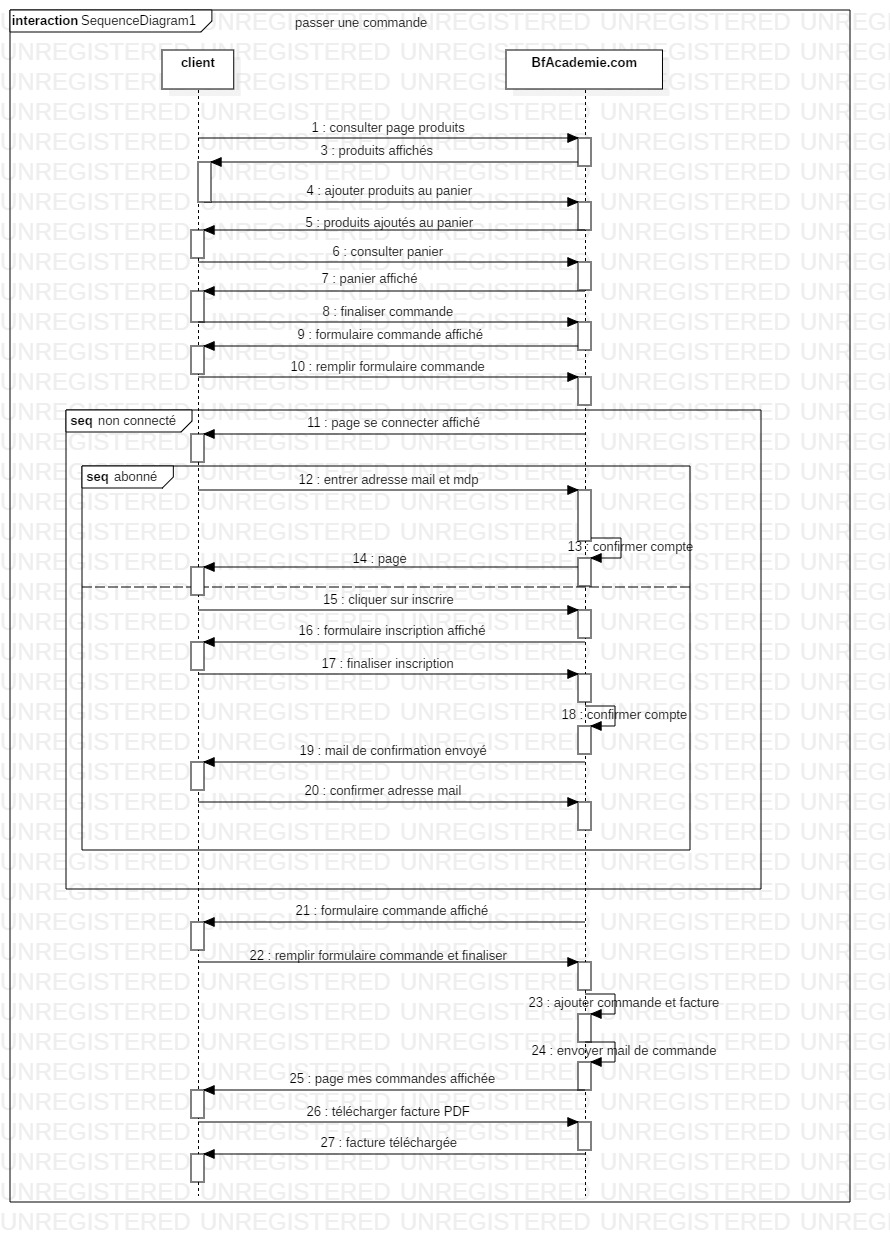 interaction SequenceDiagram1
passer une commande
client
BfAcademie.com
1 : consulter page produits
3 : produits affichés
4 : ajouter produits au panier
5 : produits ajoutés au panier
6 : consulter panier
7 : panier affiché
8 : finaliser commande
9 : formulaire commande affiché
10 : remplir formulaire commande
seq non connecté
11 : page se connecter affiché
seq abonné
12 : entrer adresse mail et mdp
13 : confirmer compte
14 : page
15 : cliquer sur inscrire
16 : formulaire inscription affiché
17 : finaliser inscription
18 : confirmer compte
19 : mail de confirmation envoyé
20 : confirmer adresse mail
21 : formulaire commande affiché
22 : remplir formulaire commande et finaliser
23 : ajouter commande et facture
24 : envoyer mail de commande
25 : page mes commandes affichée
26 : télécharger facture PDF
27 : facture téléchargée
UNREGISTERED